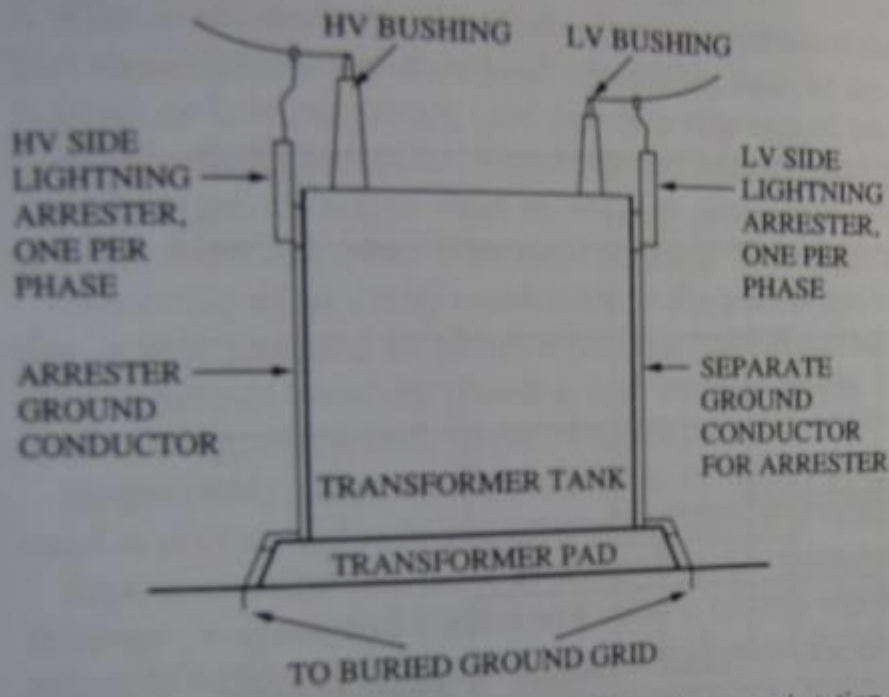 HV BUSHING
LV BUSHING
HV SIDE
LIGHTNING
ARRESTER,
ONE PER
PHASE
LV SIDE
LIGHTNING
ARRESTER,
ONE PER
PHASE
ARRESTER
GROUND
CONDUCTOR
SEPARATE
GROUND
CONDUCTOR
FOR ARRESTER
TRANSFORMER TANK
TRANSFORMER PAD
TO BURIED GROUND GRID